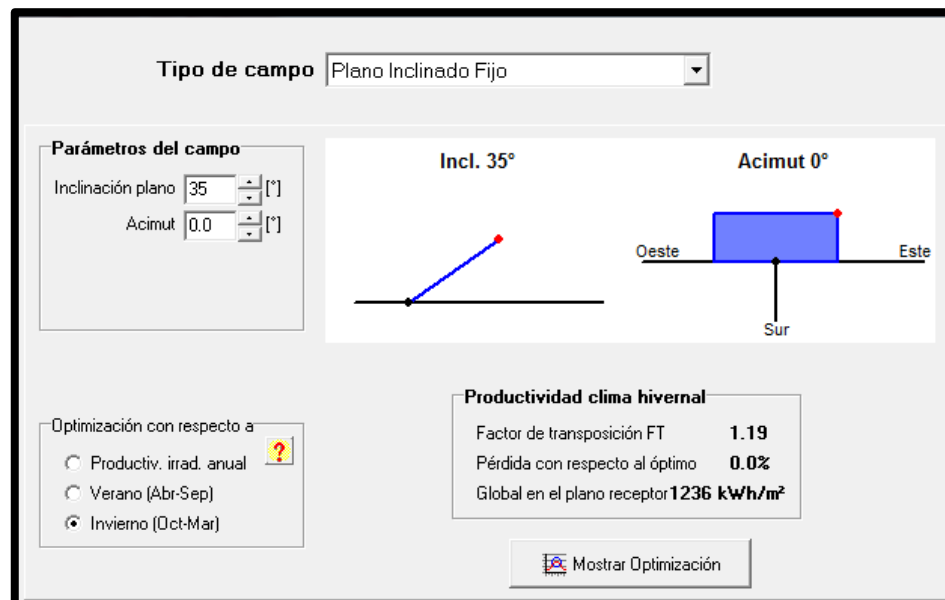 Tipo de campo Plano Inclinado Fijo
Parámetros del campo
Inclinación plano 35 [°]
Acimut 0.0 [°]
Incl. 35°
Acimut 0°
Oeste
Este
Sur
Optimización con respecto a
?
Productiv. irrad. anual
Verano (Abr-Sep)
Invierno (Oct-Mar)
Productividad clima hivernal
Factor de transposición FT 1.19
Pérdida con respecto al óptimo 0.0%
Global en el plano receptor 1236 kWh/m²
Mostrar Optimización